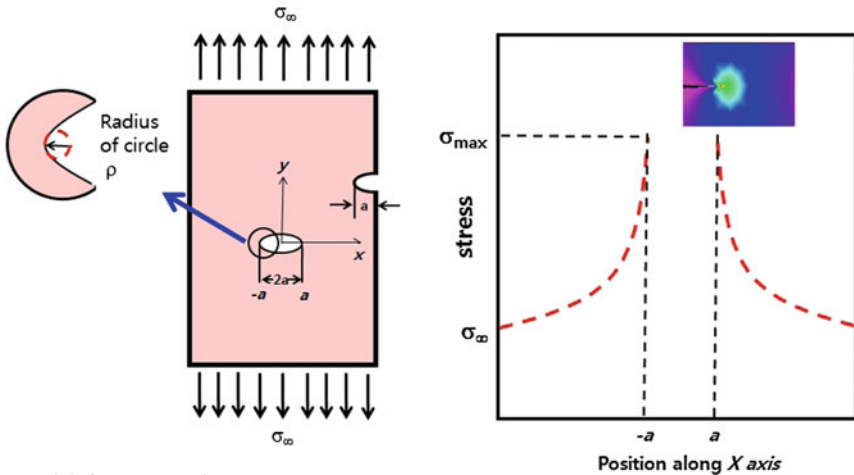 σ∞
Radius
of circle
ρ
y
a
x
2a
-a
a
σ∞
σmax
stress
σ∞
-a
a
Position along X axis